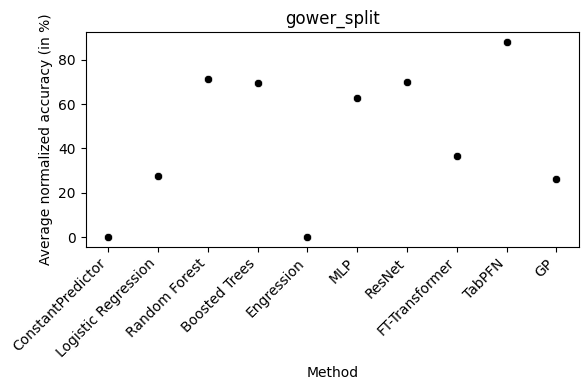 gower_split
Average normalized accuracy (in %)
80
60
40
20
0
ConstantPredictor
Logistic Regression
Random Forest
Boosted Trees
Engression
MLP
ResNet
FT-Transformer
TabPFN
GP
Method